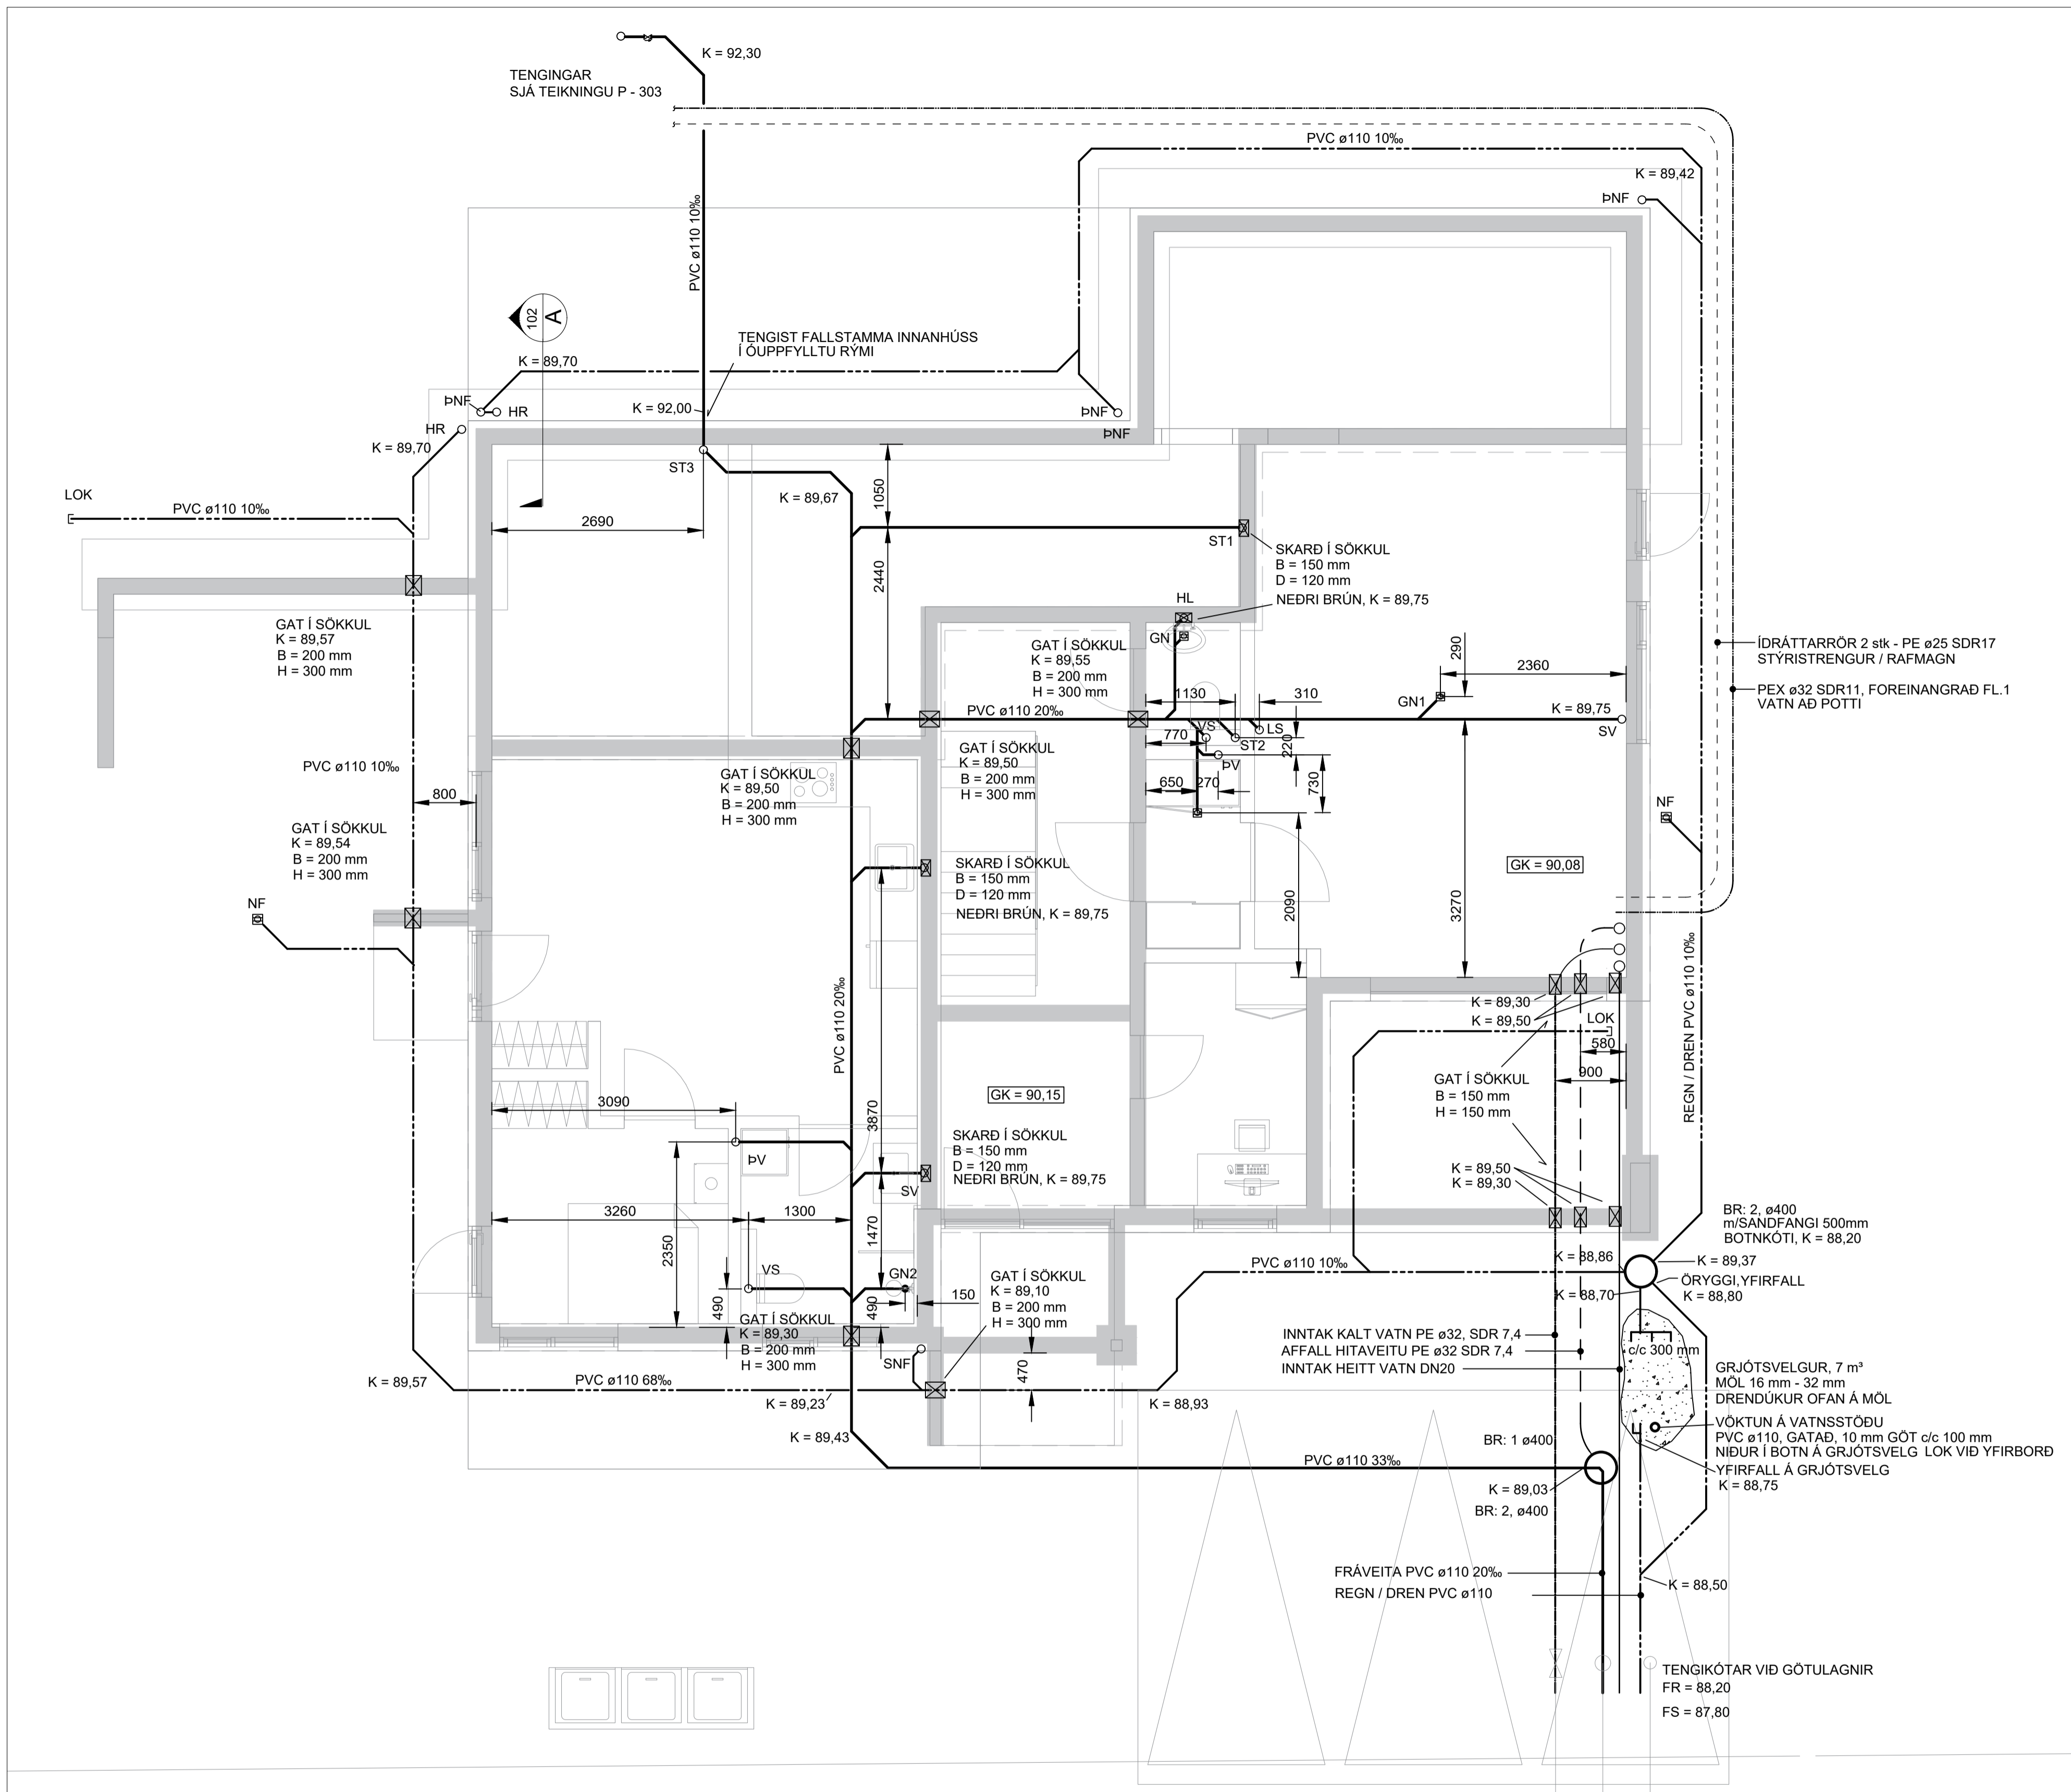 K = 92,30
TENGINGAR
SJÁ TEIKNINGU P - 303
PVC ø110 10‰
K = 89,42
ÞNF
PVC ø110 10‰
102
A
TENGIST FALLSTAMMA INNANHÚSS
Í ÓUPPFYLLTU RÝMI
K = 89,70
ÞNF
HR
K = 92,00
ÞNF
ÞNF
HR
K = 89,70
ST3
LOK
PVC ø110 10‰
K = 89,67
1050
2690
ST1
SKARÐ Í SÖKKUL
B = 150 mm
D = 120 mm
NEÐRI BRÚN, K = 89,75
2440
HL
GN
GAT Í SÖKKUL
K = 89,57
B = 200 mm
H = 300 mm
GAT Í SÖKKUL
K = 89,55
B = 200 mm
H = 300 mm
290
2360
ÍDRÁTTARRÖR 2 stk - PE ø25 SDR17
STÝRISTRENGUR / RAFMAGN
PEX ø32 SDR11, FOREINANGRAÐ FL.1
VATN AÐ POTTI
1130
310
GN1
PVC ø110 20‰
K = 89,75
SV
VS
LS
ST2
770
220
ÞV
GAT Í SÖKKUL
K = 89,50
B = 200 mm
H = 300 mm
PVC ø110 10‰
GAT Í SÖKKUL
K = 89,50
B = 200 mm
H = 300 mm
650
270
730
800
NF
GAT Í SÖKKUL
K = 89,54
B = 200 mm
H = 300 mm
SKARÐ Í SÖKKUL
B = 150 mm
D = 120 mm
NEÐRI BRÚN, K = 89,75
GK = 90,08
NF
2090
3270
REGN / DREN PVC ø110 10‰
PVC ø110 20‰
K = 89,30
K = 89,50
LOK
580
900
GAT Í SÖKKUL
B = 150 mm
H = 150 mm
GK = 90,15
3090
3870
SKARÐ Í SÖKKUL
B = 150 mm
D = 120 mm
NEÐRI BRÚN, K = 89,75
ÞV
SV
K = 89,50
K = 89,30
3260
1300
2350
1470
BR: 2, ø400
m/SANDFANGI 500mm
BOTNKÓTI, K = 88,20
VS
GN2
490
490
150
GAT Í SÖKKUL
K = 89,10
B = 200 mm
H = 300 mm
PVC ø110 10‰
K = 88,86
K = 89,37
ÖRYGGI,YFIRFALL
K = 88,80
K = 88,70
GAT Í SÖKKUL
K = 89,30
B = 200 mm
H = 300 mm
SNF
470
INNTAK KALT VATN PE ø32, SDR 7,4
AFFALL HITAVEITU PE ø32 SDR 7,4
INNTAK HEITT VATN DN20
c/c 300 mm
GRJÓTSVELGUR, 7 m³
MÖL 16 mm - 32 mm
DRENDÚKUR OFAN Á MÖL
K = 89,57
PVC ø110 68‰
K = 89,23
K = 88,93
VÖKTUN Á VATNSSTÖÐU
PVC ø110, GATAÐ, 10 mm GÖT c/c 100 mm
NIÐUR Í BOTN Á GRJÓTSVELG LOK VIÐ YFIRBORÐ
K = 89,43
BR: 1 ø400
PVC ø110 33‰
YFIRFALL Á GRJÓTSVELG
K = 88,75
K = 89,03
BR: 2, ø400
FRÁVEITA PVC ø110 20‰
K = 88,50
REGN / DREN PVC ø110
TENGIKÓTAR VIÐ GÖTULAGNIR
FR = 88,20
FS = 87,80